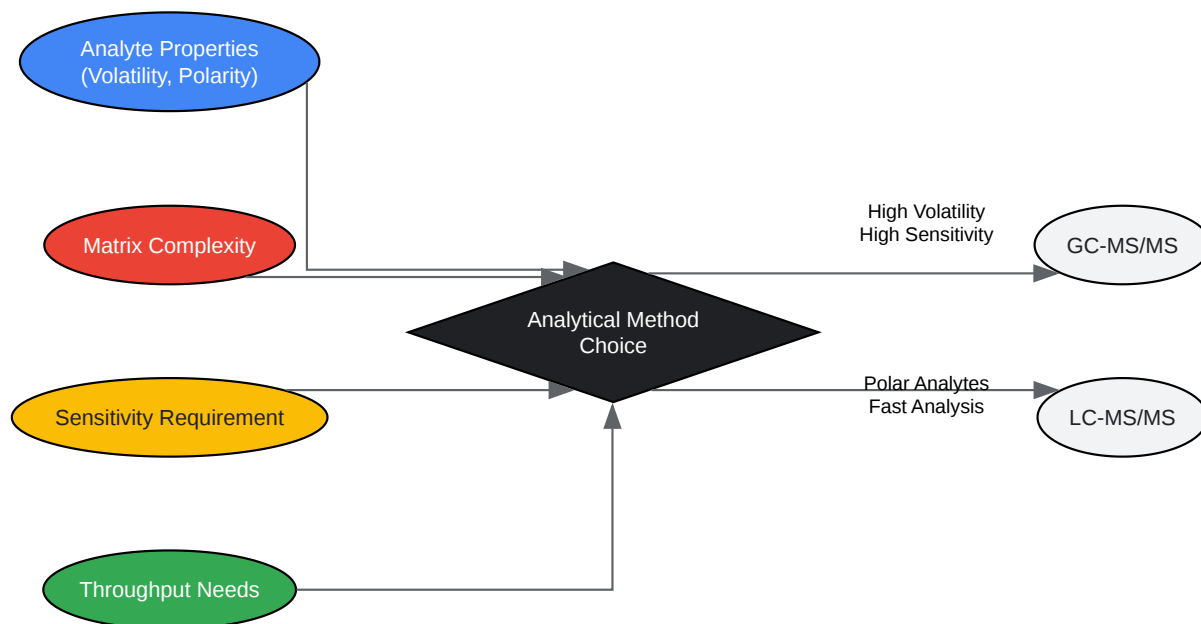 Analyte Properties
(Volatility, Polarity)
Matrix Complexity
High Volatility
High Sensitivity
GC-MS/MS
Analytical Method
Choice
Sensitivity Requirement
Polar Analytes
Fast Analysis
LC-MS/MS
Throughput Needs